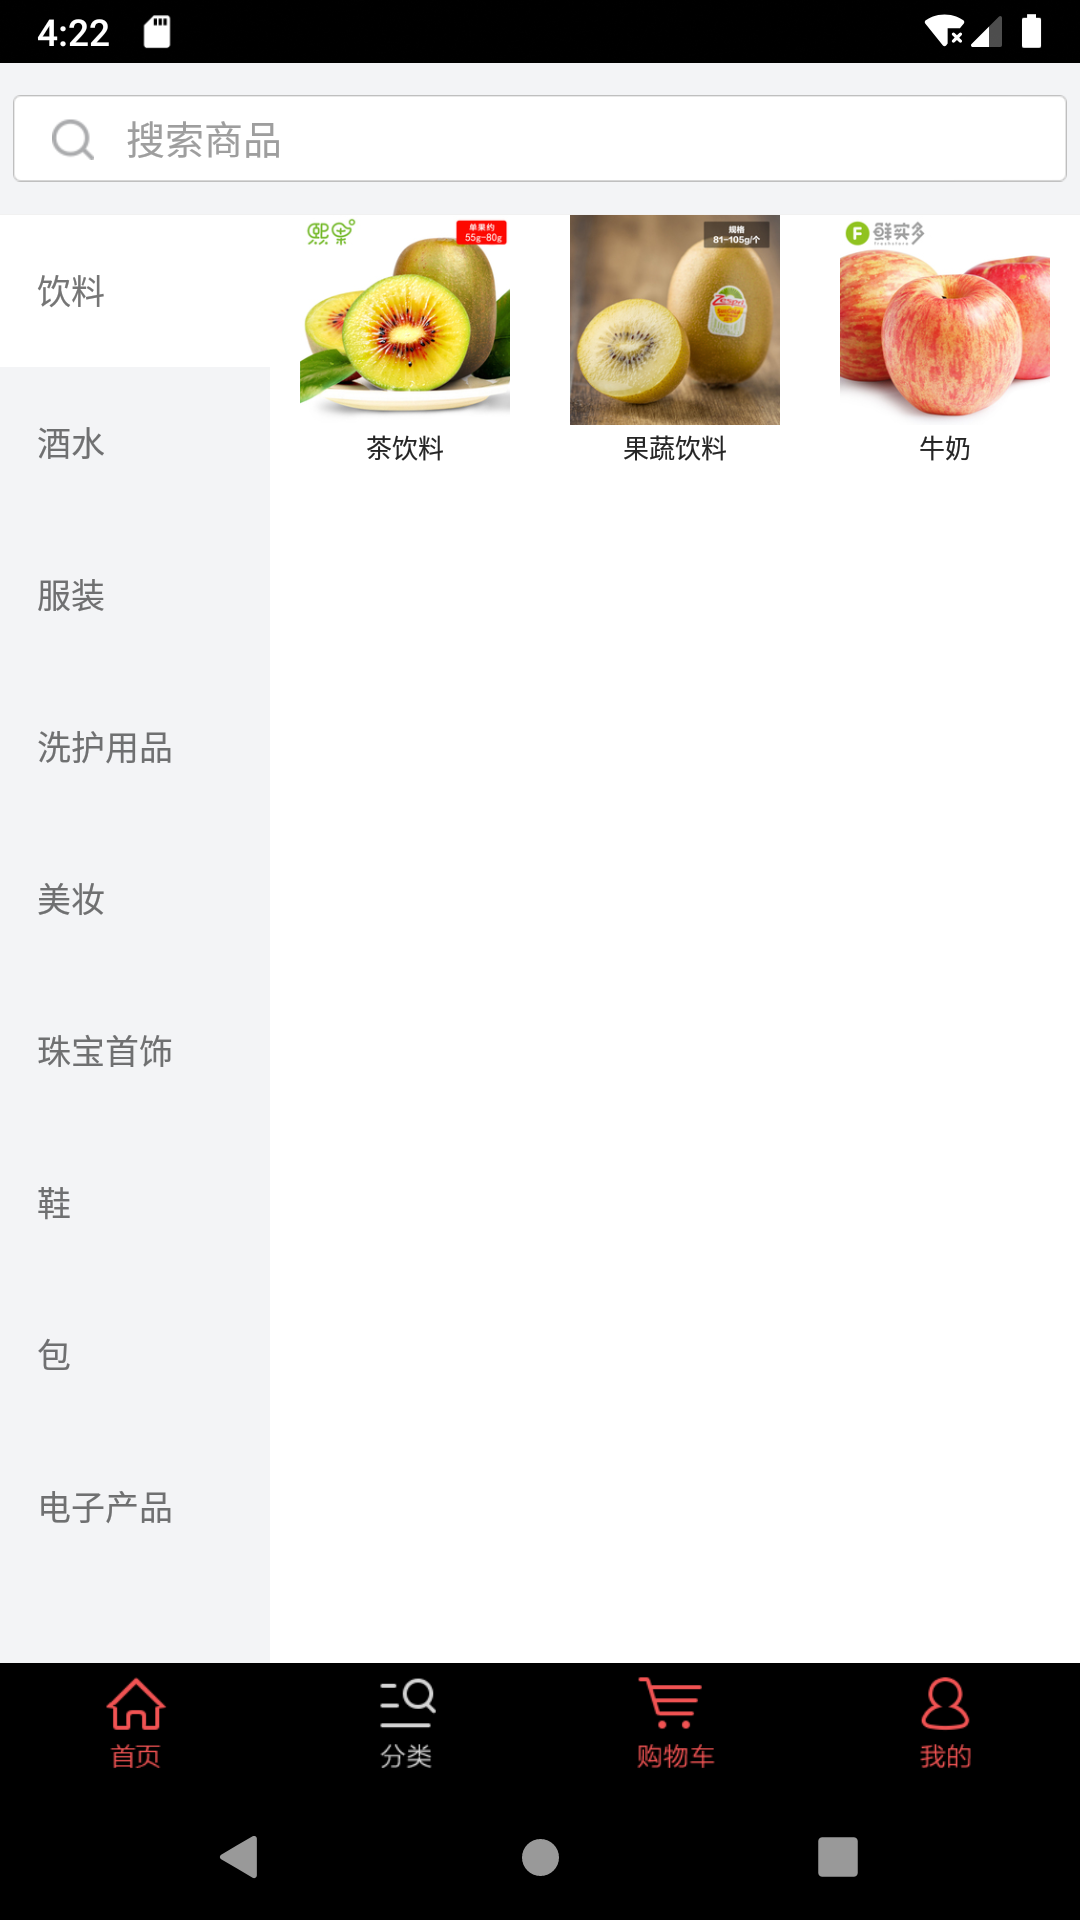 4:22
搜索商品
饮料
酒水
服装
洗护用品
美妆
珠宝首饰
鞋
包
电子产品
熙果
单果约
55g-80g
茶饮料
规格
81-105g/个
Zespri
果蔬饮料
F 鲜实多
牛奶
首页
分类
购物车
我的